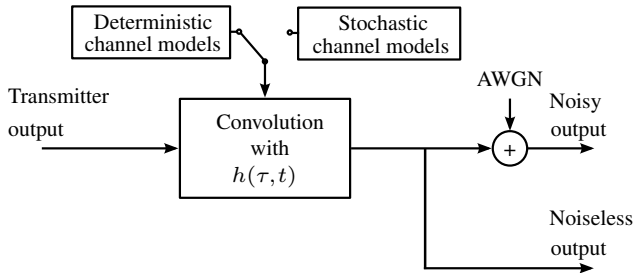 Deterministic
channel models
Stochastic
channel models
Transmitter
output
Convolution
with
h(τ,t)
AWGN
+
Noisy
output
Noiseless
output